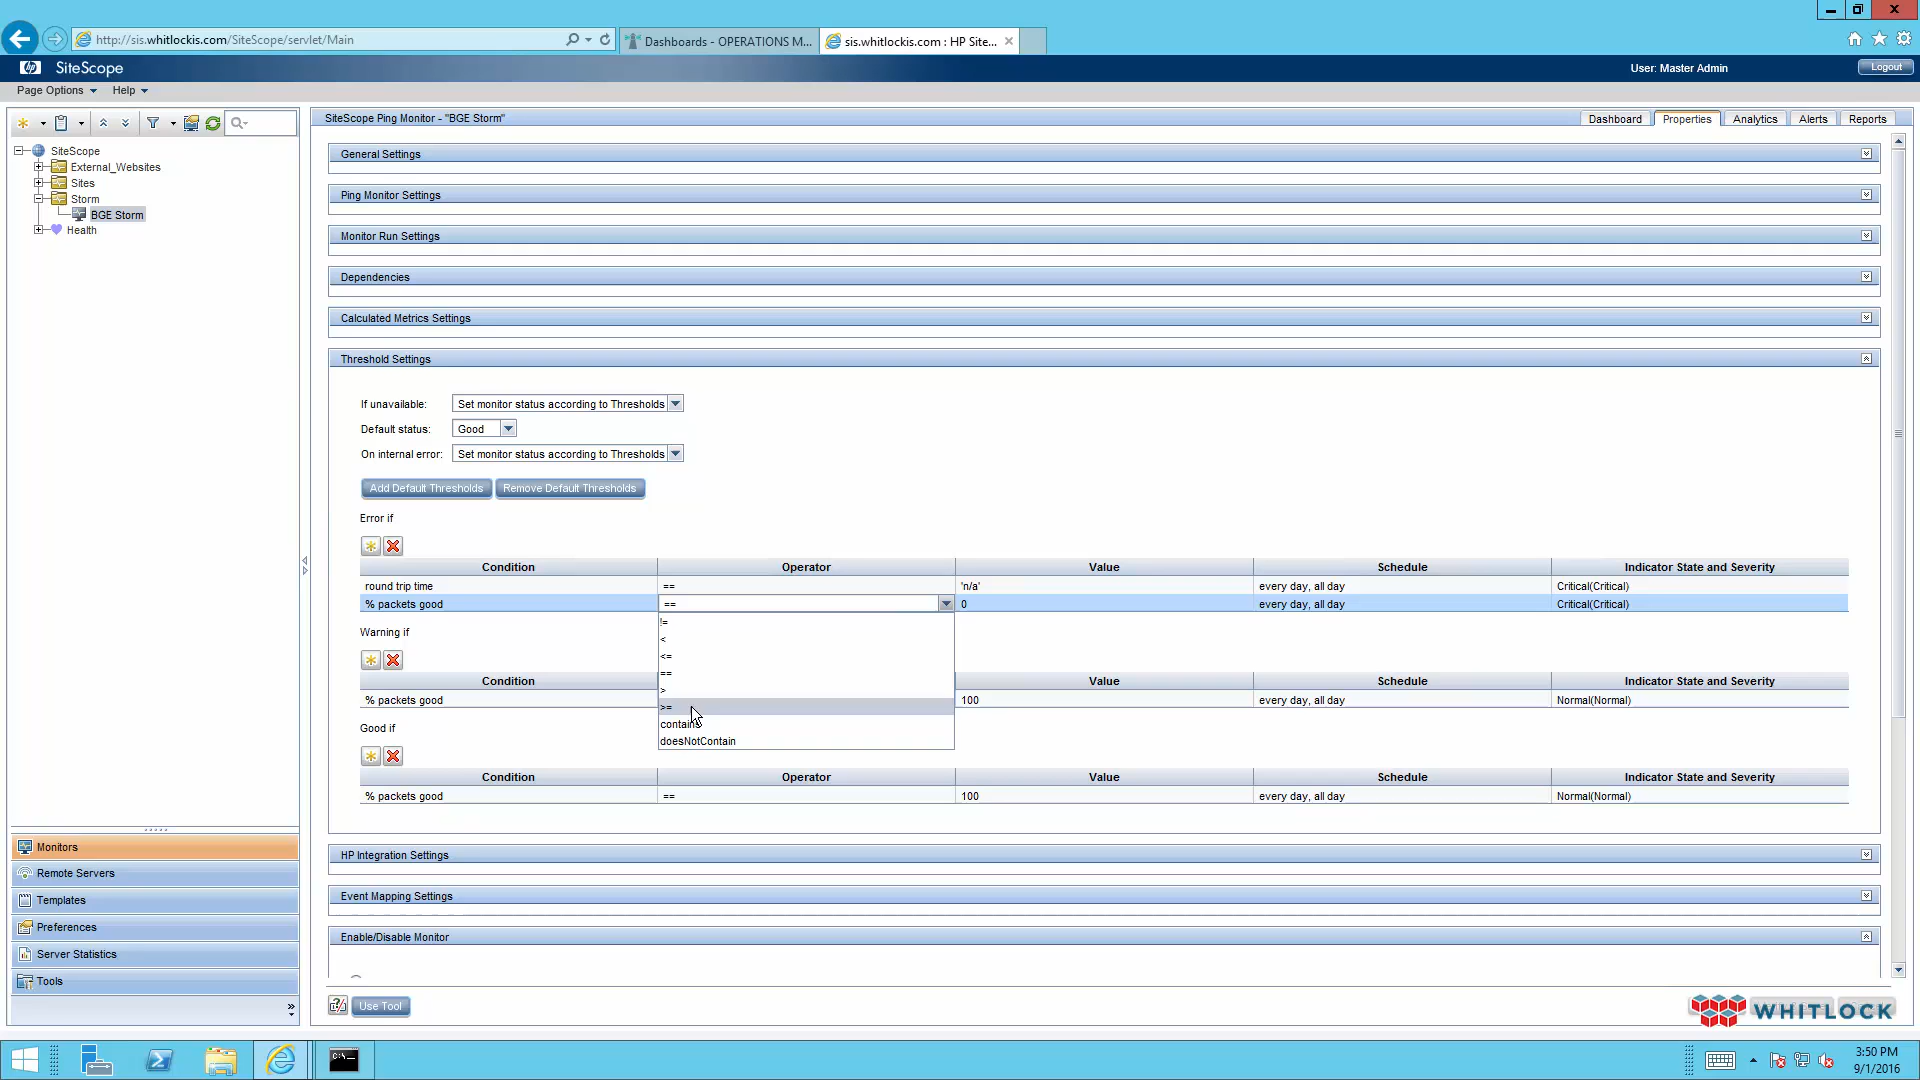 http://sis.whitlockis.com/SiteScope/servlet/Main
Dashboards - OPERATIONS M...
sis.whitlockis.com : HP Site...
hp SiteScope
User: Master Admin
Logout
Page Options
Help
SiteScope
External_Websites
Sites
Storm
BGE Storm
Health
SiteScope Ping Monitor - "BGE Storm"
Dashboard
Properties
Analytics
Alerts
Reports
General Settings
Ping Monitor Settings
Monitor Run Settings
Dependencies
Calculated Metrics Settings
Threshold Settings
If unavailable: Set monitor status according to Thresholds
Default status: Good
On internal error: Set monitor status according to Thresholds
Add Default Thresholds
Remove Default Thresholds
Error if
Condition Operator Value Schedule Indicator State and Severity
round trip time == 'n/a' every day, all day Critical(Critical)
% packets good == 0 every day, all day Critical(Critical)
!=
<
<=
==
>
>=
contains
doesNotContain
Warning if
Condition Value Schedule Indicator State and Severity
% packets good 100 every day, all day Normal(Normal)
Good if
Condition Operator Value Schedule Indicator State and Severity
% packets good == 100 every day, all day Normal(Normal)
HP Integration Settings
Event Mapping Settings
Enable/Disable Monitor
Use Tool
Monitors
Remote Servers
Templates
Preferences
Server Statistics
Tools
WHITLOCK
C:\_
3:50 PM
9/1/2016